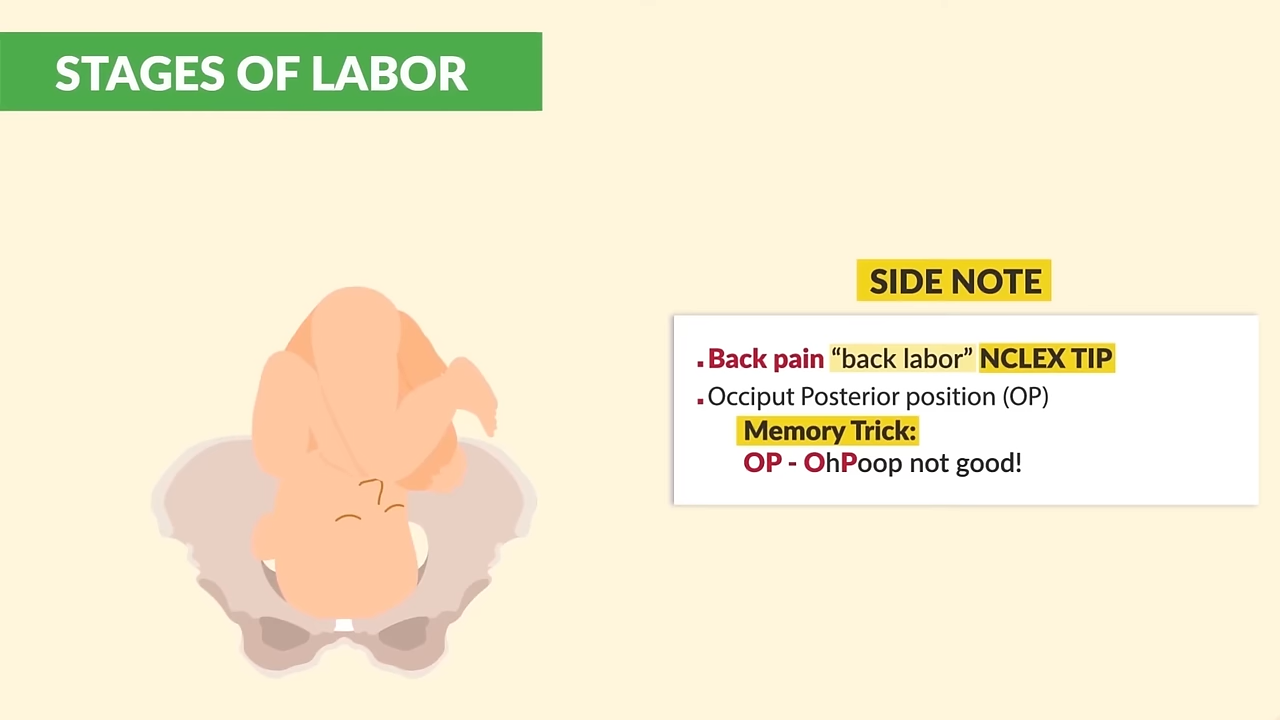 STAGES OF LABOR
SIDE NOTE
▪Back pain “back labor” NCLEX TIP
▪Occiput Posterior position (OP)
Memory Trick:
OP - OhPoop not good!